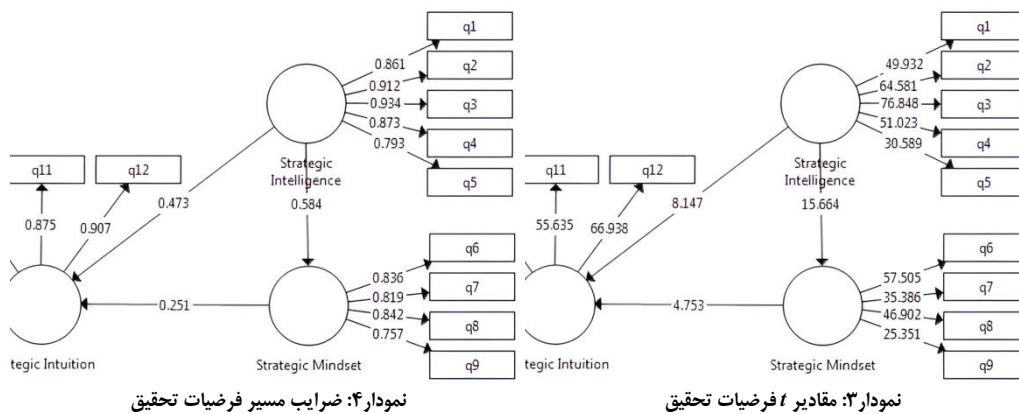 q1
q2
q3
q4
q5
0.861
0.912
0.934
0.873
0.793
Strategic
Intelligence
q11
q12
0.875
0.907
0.473
0.584
q6
q7
q8
q9
0.836
0.819
0.842
0.757
0.251
tegic Intuition
Strategic Mindset
نمودار۴: ضرایب مسیر فرضیات تحقیق
q1
q2
q3
q4
q5
49.932
64.581
76.848
51.023
30.589
Strategic
Intelligence
q11
q12
55.635
66.938
8.147
15.664
q6
q7
q8
q9
57.505
35.386
46.902
25.351
4.753
tegic Intuition
Strategic Mindset
نمودار۳: مقادیر t فرضیات تحقیق